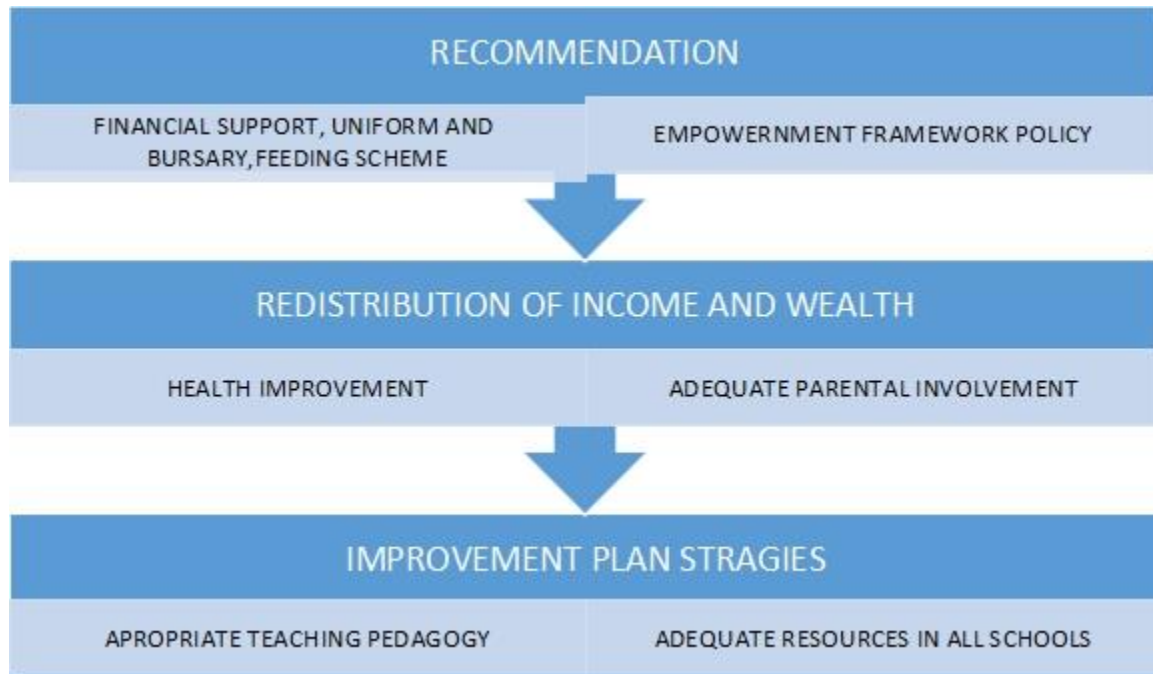 RECOMMENDATION
FINANCIAL SUPPORT, UNIFORM AND
BURSARY,FEEDING SCHEME
EMPOWERNMENT FRAMEWORK POLICY
REDISTRIBUTION OF INCOME AND WEALTH
HEALTH IMPROVEMENT
ADEQUATE PARENTAL INVOLVEMENT
IMPROVEMENT PLAN STRAGIES
APROPRIATE TEACHING PEDAGOGY
ADEQUATE RESOURCES IN ALL SCHOOLS